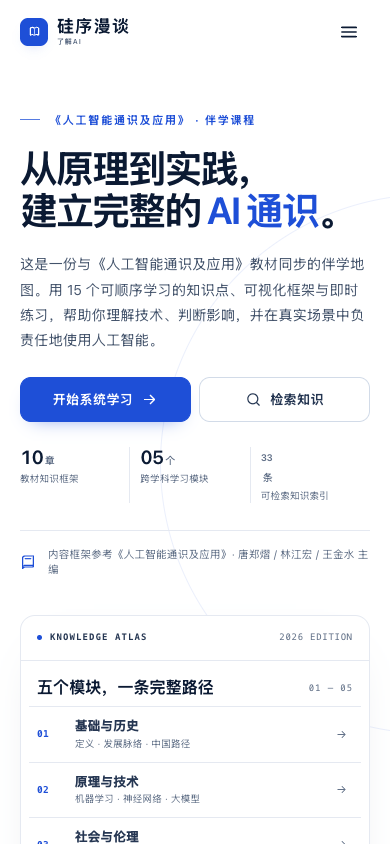 硅序漫谈
了解AI
《人工智能通识及应用》 · 伴学课程
从原理到实践，
建立完整的 AI 通识。
这是一份与《人工智能通识及应用》教材同步的伴学地
图。用 15 个可顺序学习的知识点、可视化框架与即时
练习，帮助你理解技术、判断影响，并在真实场景中负
责任地使用人工智能。
开始系统学习 →
检索知识
10章
教材知识框架
05个
跨学科学习模块
33
条
可检索知识索引
内容框架参考《人工智能通识及应用》· 唐郑熠 / 林江宏 / 王金水 主
编
KNOWLEDGE ATLAS
2026 EDITION
五个模块，一条完整路径
01 — 05
01
基础与历史
定义 · 发展脉络 · 中国路径
→
02
原理与技术
机器学习 · 神经网络 · 大模型
→
03
社会与伦理
→